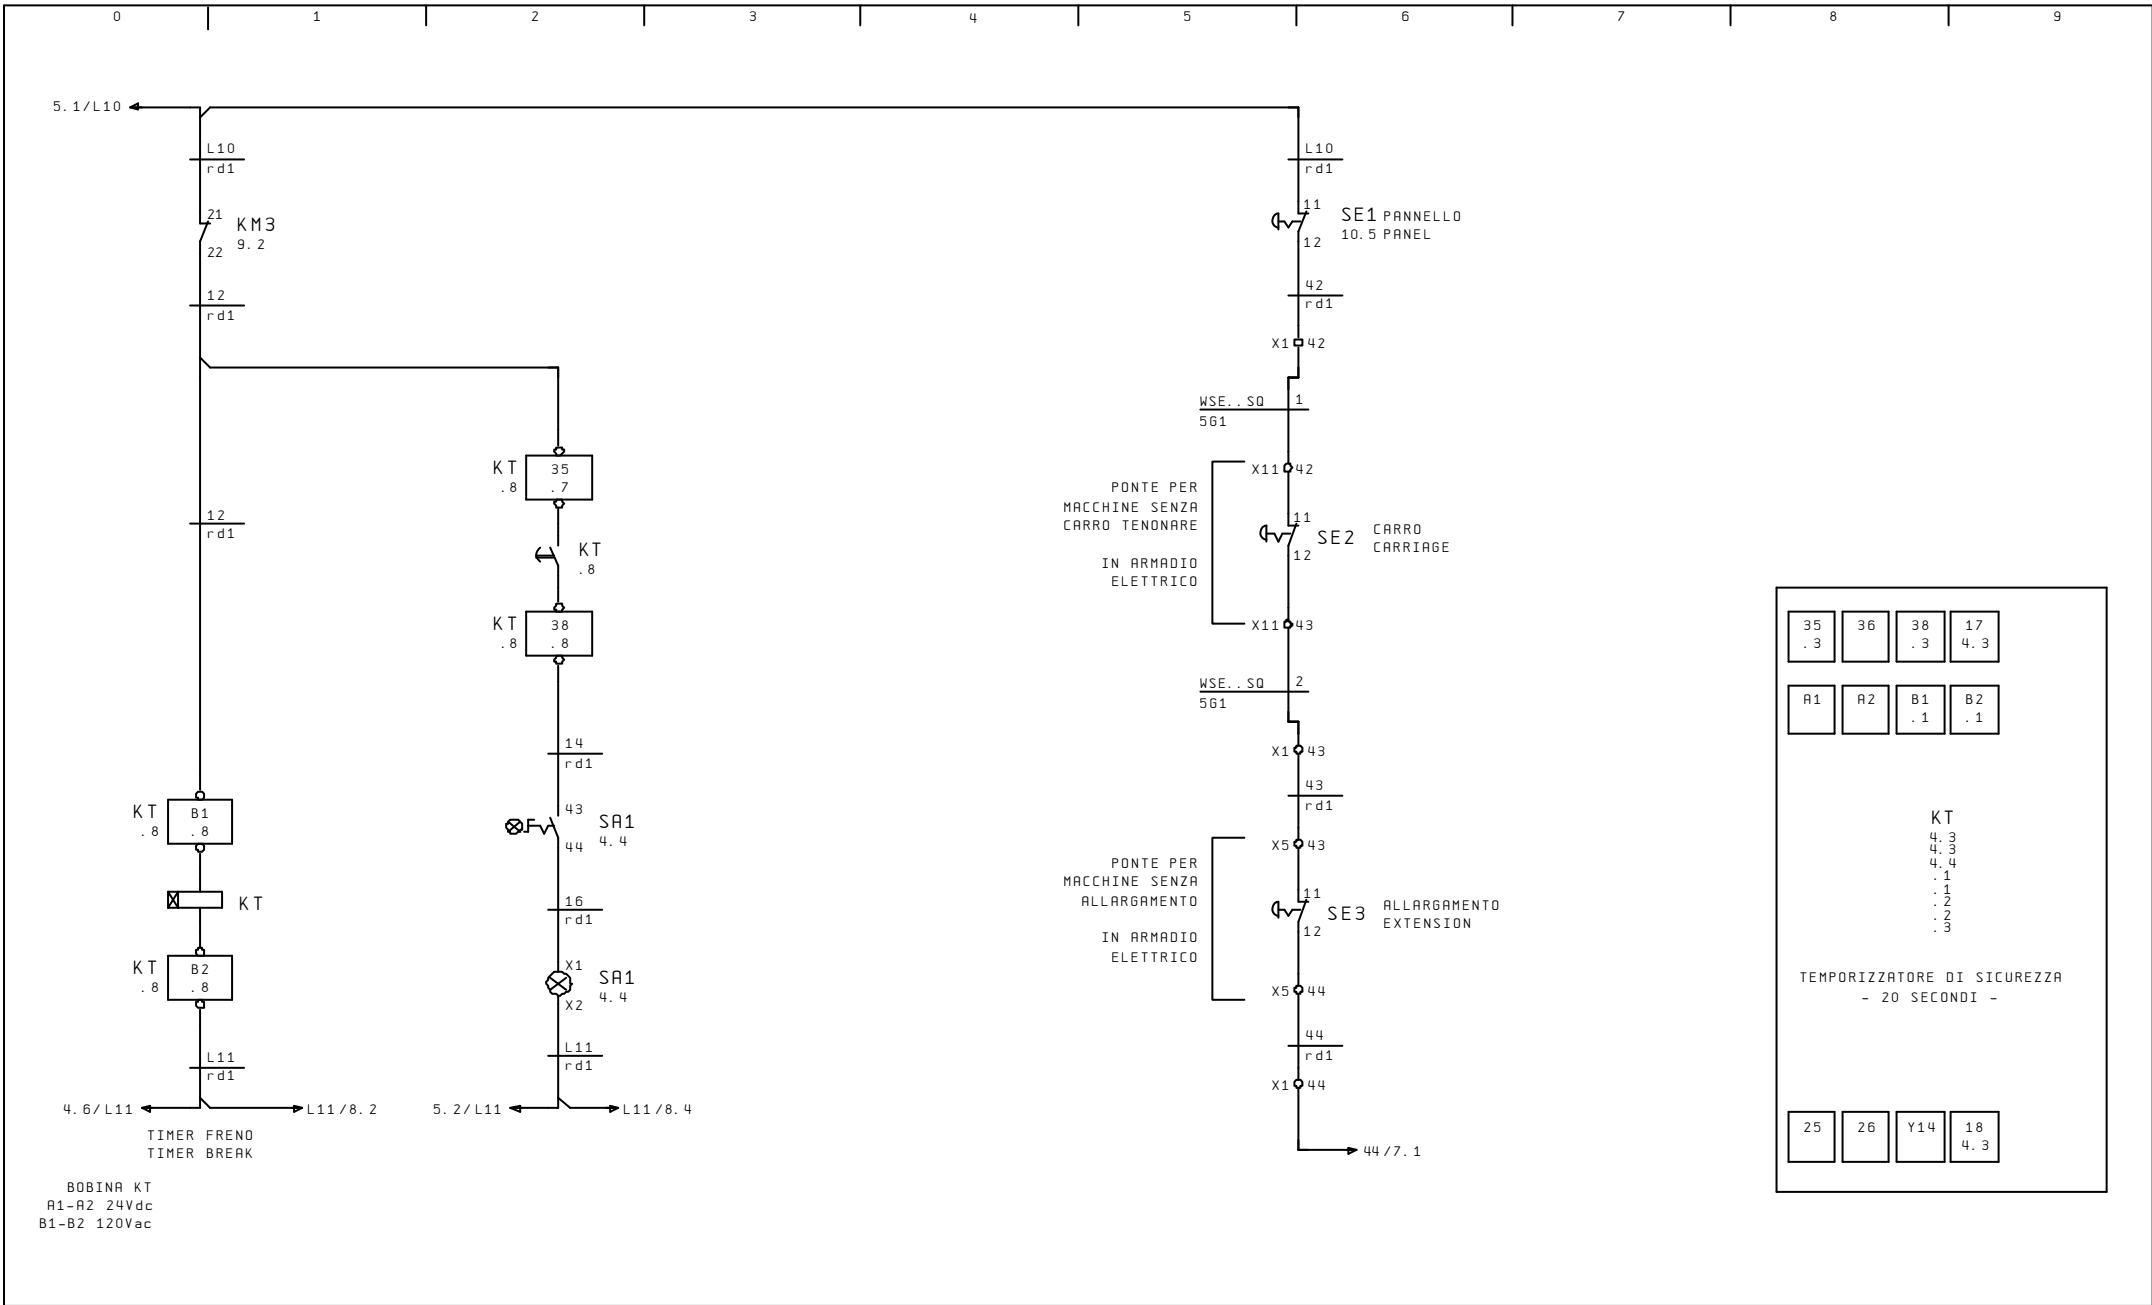 0 1 2 3 4 5 6 7 8 9
5.1/L10
L10
rd1
21
KM3
9.2
22
12
rd1
12
rd1
KT
.8
B1
.8
KT
KT
.8
B2
.8
L11
rd1
4.6/L11
L11/8.2
TIMER FRENO
TIMER BREAK
BOBINA KT
A1-A2 24Vdc
B1-B2 120Vac
KT
.8
35
.7
KT
.8
KT
.8
38
.8
14
rd1
43
SA1
4.4
44
16
rd1
X1
SA1
4.4
X2
L11
rd1
5.2/L11
L11/8.4
L10
rd1
11
SE1 PANNELLO
10.5 PANEL
12
42
rd1
X1 42
WSE..SQ 1
5G1
X11 42
PONTE PER
MACCHINE SENZA
CARRO TENONARE
IN ARMADIO
ELETTRICO
11
SE2
12
CARRO
CARRIAGE
X11 43
WSE..SQ 2
5G1
X1 43
43
rd1
X5 43
PONTE PER
MACCHINE SENZA
ALLARGAMENTO
IN ARMADIO
ELETTRICO
11
SE3
12
ALLARGAMENTO
EXTENSION
X5 44
44
rd1
X1 44
44/7.1
35 36 38 17
.3 .3 4.3
A1 A2 B1 B2
.1 .1
KT
4.3
4.3
4.4
.1
.1
.2
.2
.3
TEMPORIZZATORE DI SICUREZZA
- 20 SECONDI -
25 26 Y14 18
4.3